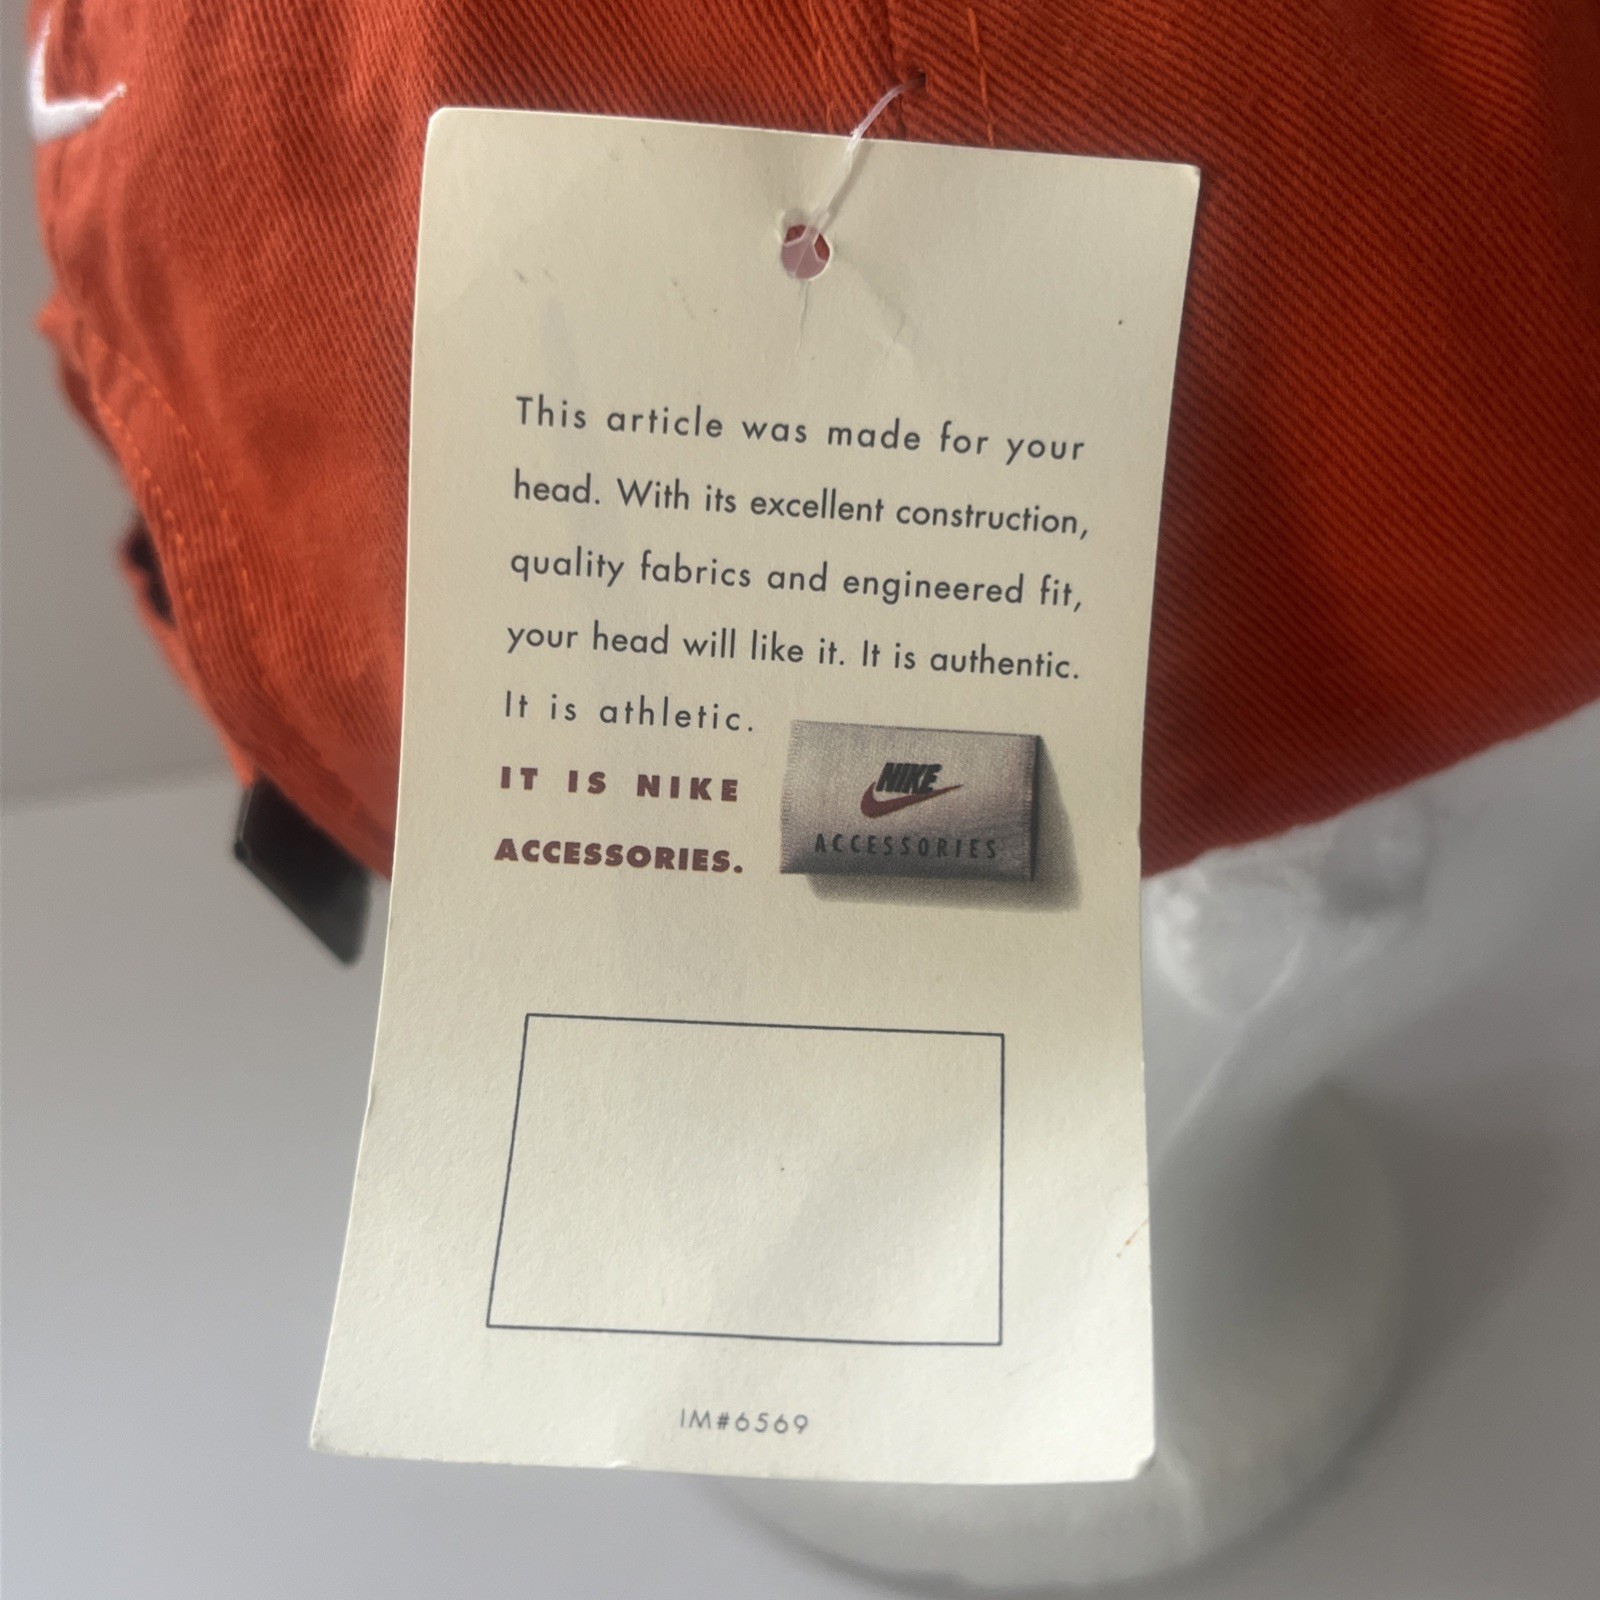 This article was made for your
head. With its excellent construction,
quality fabrics and engineered fit,
your head will like it. It is authentic.
It is athletic.
IT IS NIKE
ACCESSORIES.
NIKE
ACCESSORIES
IM#6569